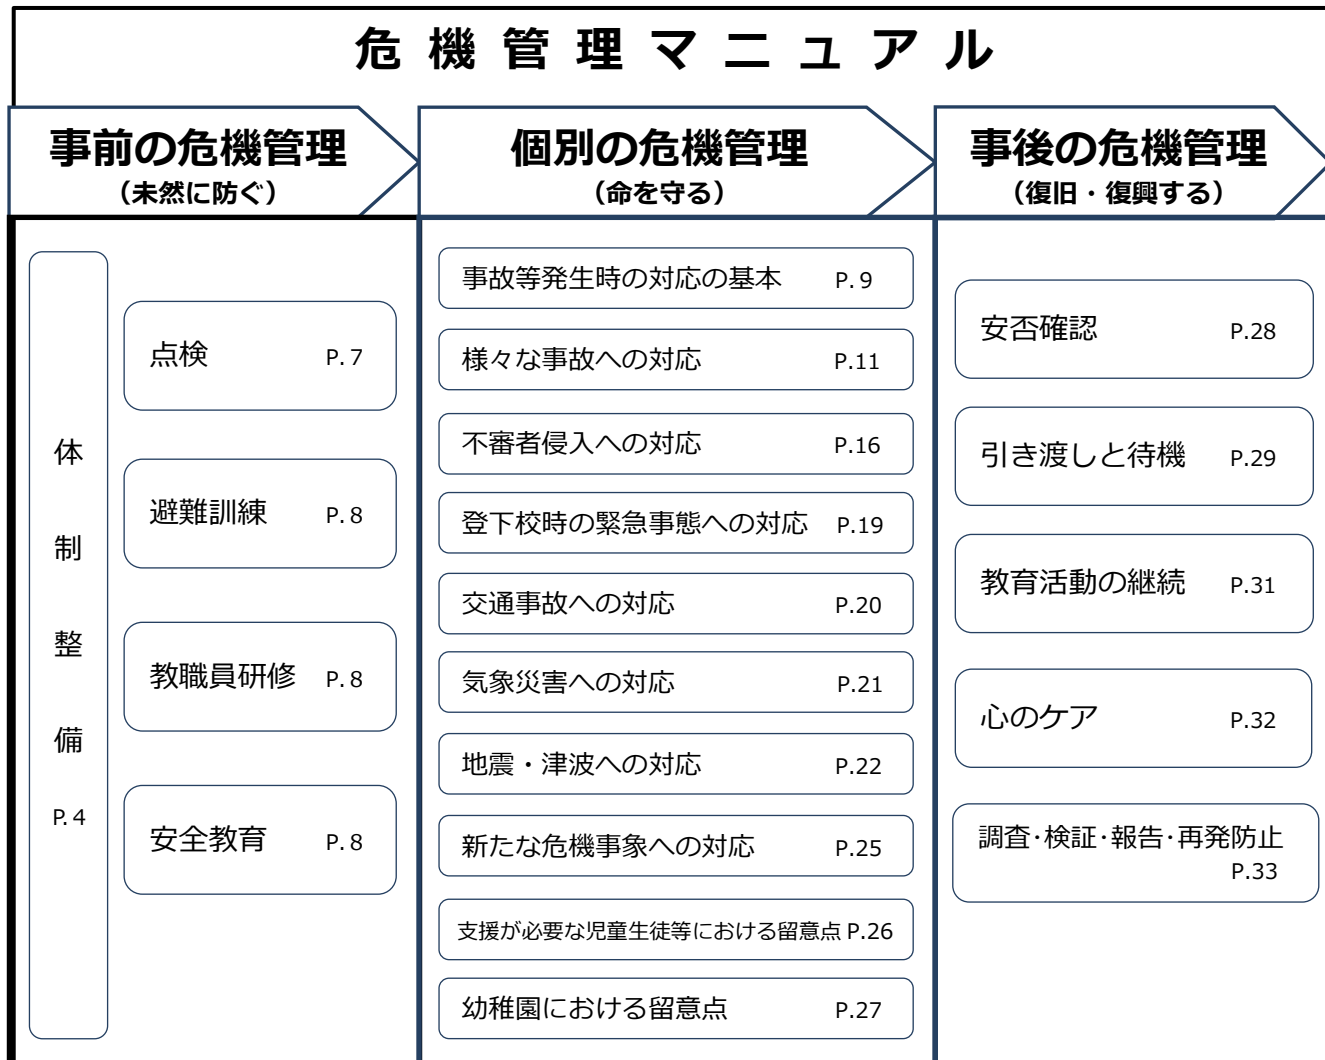 危機管理マニュアル
事前の危機管理
（未然に防ぐ）
体制整備
P.4
点検 P.7
避難訓練 P.8
教職員研修 P.8
安全教育 P.8
個別の危機管理
（命を守る）
事故等発生時の対応の基本 P.9
様々な事故への対応 P.11
不審者侵入への対応 P.16
登下校時の緊急事態への対応 P.19
交通事故への対応 P.20
気象災害への対応 P.21
地震・津波への対応 P.22
新たな危機事象への対応 P.25
支援が必要な児童生徒等における留意点 P.26
幼稚園における留意点 P.27
事後の危機管理
（復旧・復興する）
安否確認 P.28
引き渡しと待機 P.29
教育活動の継続 P.31
心のケア P.32
調査･検証･報告･再発防止
P.33